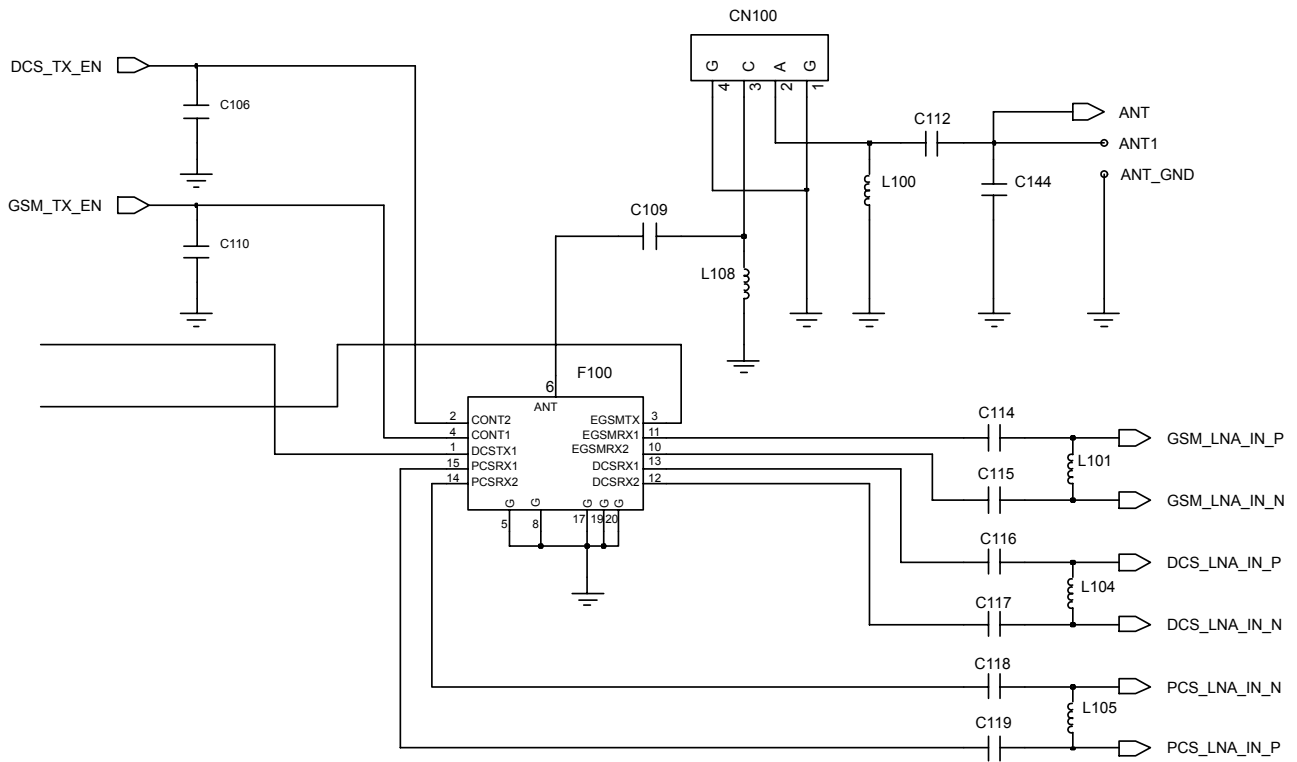 CN100
G C A G
4 3 2 1
DCS_TX_EN
C106
ANT
C112
ANT1
L100
C144
ANT_GND
GSM_TX_EN
C109
C110
L108
F100
6
ANT
2 CONT2 EGSMTX 3
4 CONT1 EGSMRX1 11
1 DCSTX1 EGSMRX2 10
15 PCSRX1 DCSRX1 13
14 PCSRX2 DCSRX2 12
G G G G G
5 8 17 19 20
C114
GSM_LNA_IN_P
L101
C115
GSM_LNA_IN_N
C116
DCS_LNA_IN_P
L104
C117
DCS_LNA_IN_N
C118
PCS_LNA_IN_N
L105
C119
PCS_LNA_IN_P